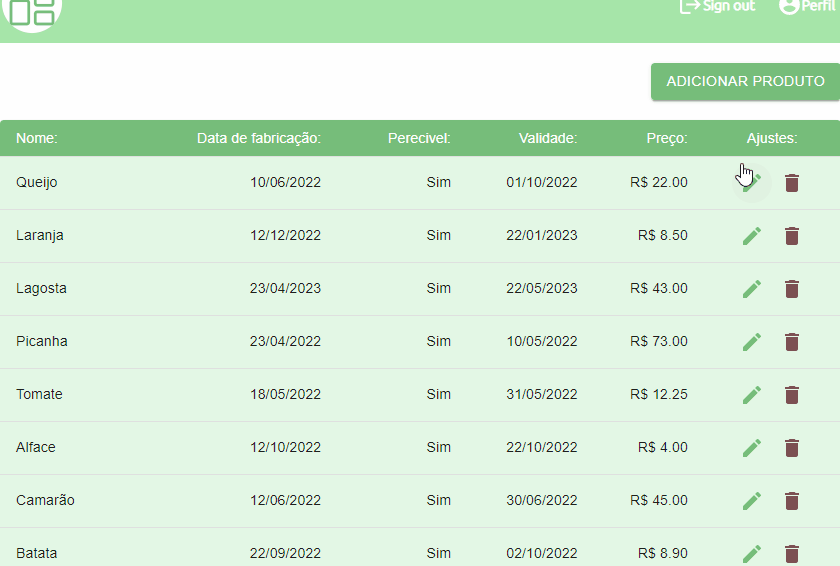 Sign out Perfil
ADICIONAR PRODUTO
Nome: Data de fabricação: Perecivel: Validade: Preço: Ajustes:
Queijo 10/06/2022 Sim 01/10/2022 R$ 22.00
Laranja 12/12/2022 Sim 22/01/2023 R$ 8.50
Lagosta 23/04/2023 Sim 22/05/2023 R$ 43.00
Picanha 23/04/2022 Sim 10/05/2022 R$ 73.00
Tomate 18/05/2022 Sim 31/05/2022 R$ 12.25
Alface 12/10/2022 Sim 22/10/2022 R$ 4.00
Camarão 12/06/2022 Sim 30/06/2022 R$ 45.00
Batata 22/09/2022 Sim 02/10/2022 R$ 8.90